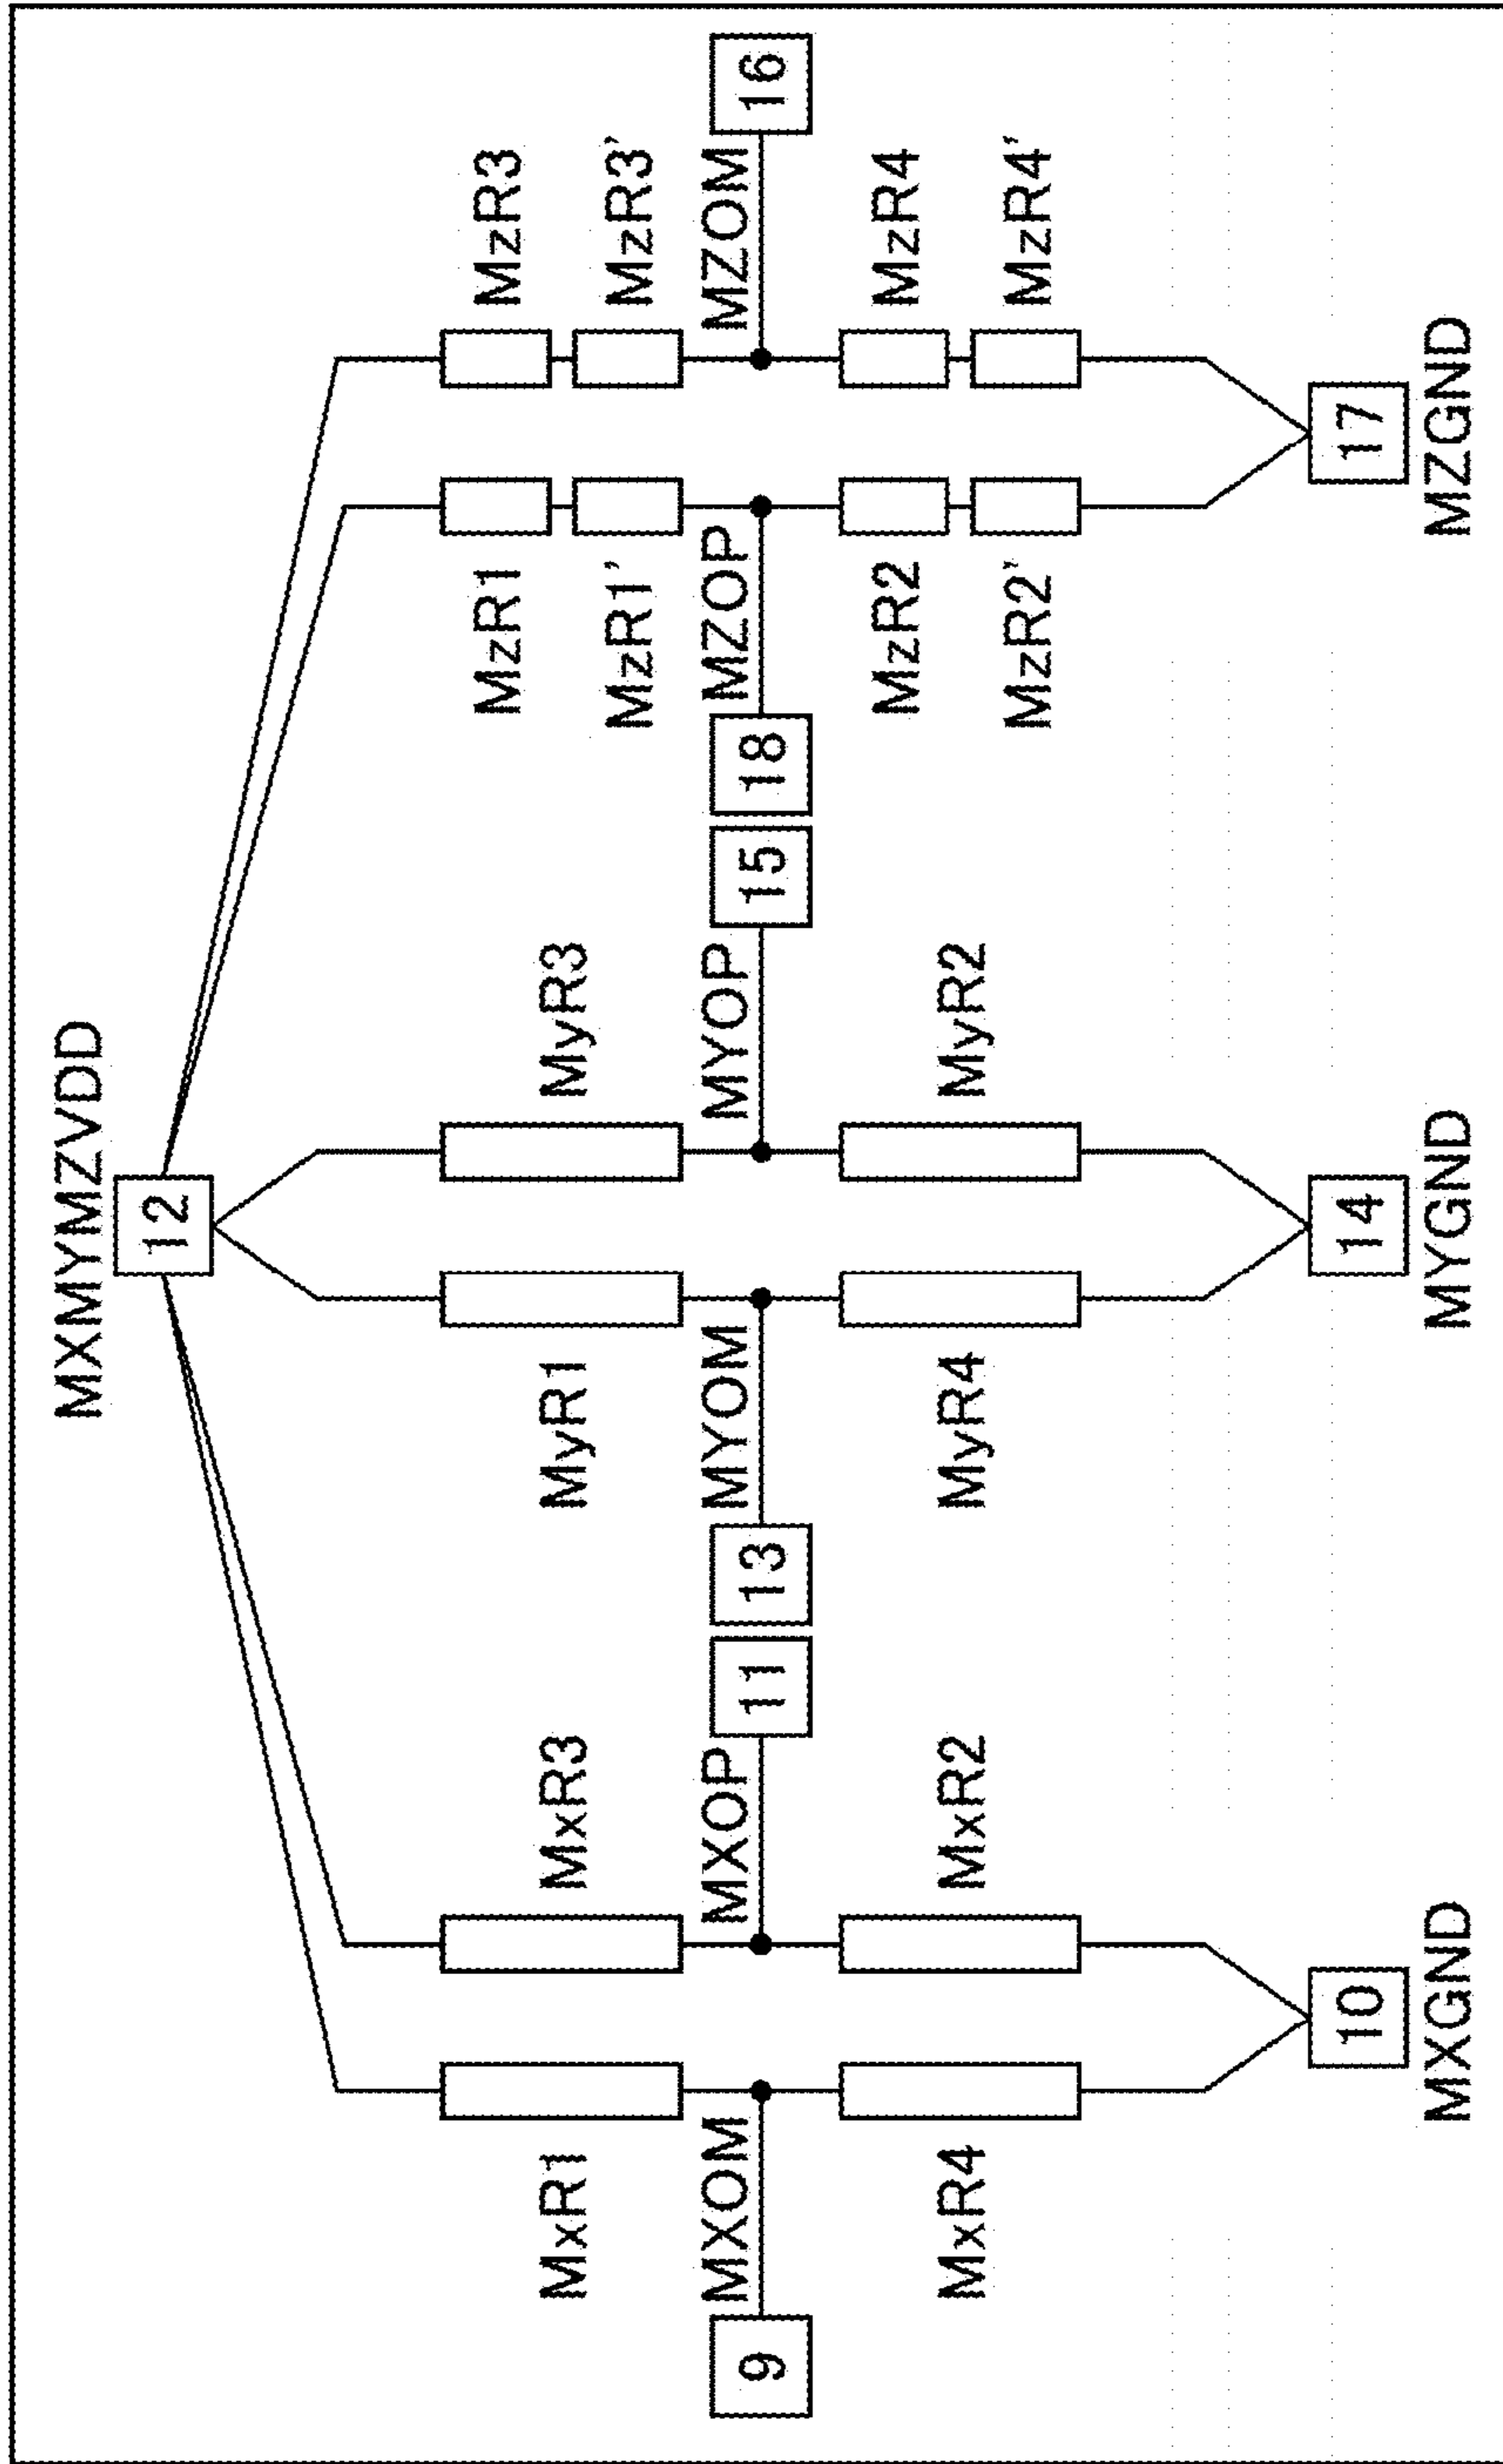 MXMYMZVDD
12
MzR1
MzR3
MxR1
MxR3
MyR1
MyR3
MzR1’
MzR3’
MXOM
MXOP
MYOM
MYOP
MZOP
MZOM
9
11
13
15
18
16
MzR2
MzR4
MxR4
MxR2
MyR4
MyR2
MzR2’
MzR4’
10
14
17
MXGND
MYGND
MZGND